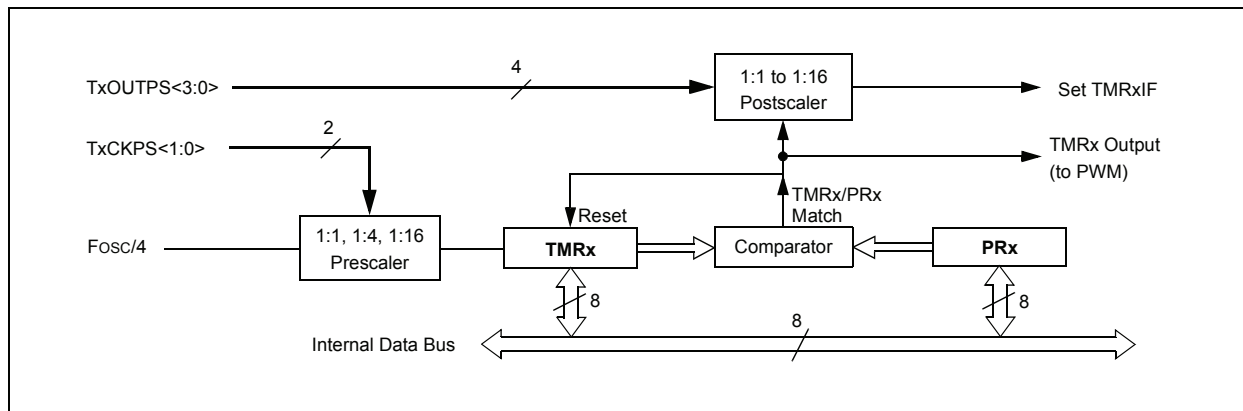 TxOUTPS<3:0>
4
1:1 to 1:16
Postscaler
Set TMRxIF
TxCKPS<1:0>
2
TMRx Output
(to PWM)
TMRx/PRx
Match
Reset
FOSC/4
1:1, 1:4, 1:16
Prescaler
TMRx
Comparator
PRx
8
8
8
Internal Data Bus